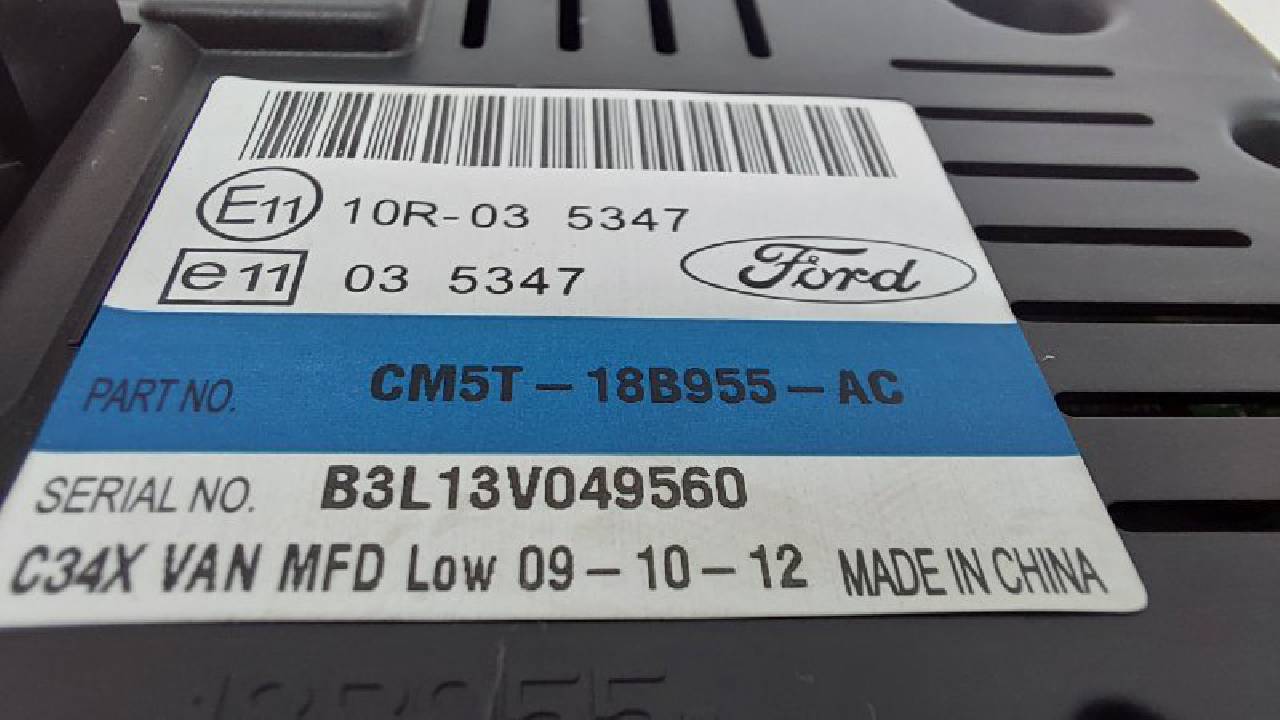 E11 10R-03 5347
e11 03 5347
Ford
PART NO. CM5T-18B955-AC
SERIAL NO. B3L13V049560
C34X VAN MFD Low 09-10-12 MADE IN CHINA
18B955